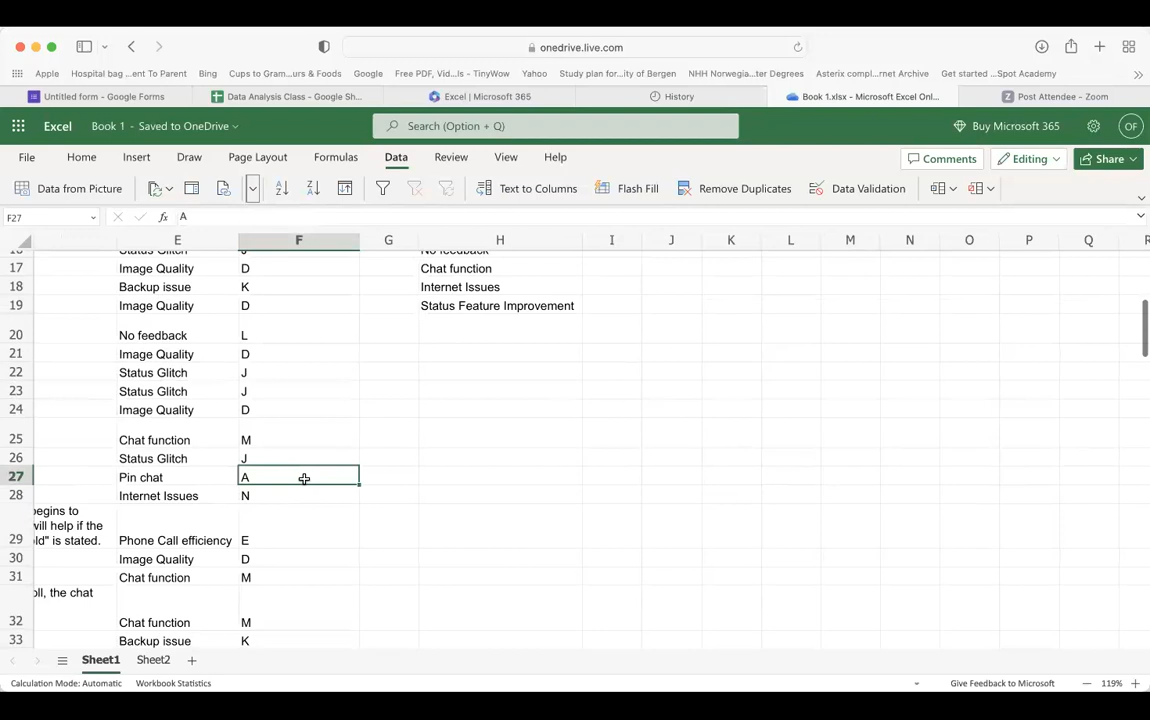 onedrive.live.com
Apple Hospital bag ...ent To Parent Bing Cups to Gram...urs & Foods Google Free PDF, Vid...ls - TinyWow Yahoo Study plan for...ity of Bergen NHH Norwegia...ter Degrees Asterix compl...rnet Archive Get started ...Spot Academy
Untitled form - Google Forms Data Analysis Class - Google Sh... Excel | Microsoft 365 History Book 1.xlsx - Microsoft Excel Onl... Z Post Attendee - Zoom
Excel Book 1 - Saved to OneDrive Search (Option + Q) Buy Microsoft 365 OF
File Home Insert Draw Page Layout Formulas Data Review View Help Comments Editing Share
Data from Picture Text to Columns Flash Fill Remove Duplicates Data Validation
F27 fx A
E F G H I J K L M N O P Q R
16 Status Glitch J No feedback
17 Image Quality D Chat function
18 Backup issue K Internet Issues
19 Image Quality D Status Feature Improvement
20 No feedback L
21 Image Quality D
22 Status Glitch J
23 Status Glitch J
24 Image Quality D
25 Chat function M
26 Status Glitch J
27 Pin chat A
28 Internet Issues N
begins to
will help if the
29 old" is stated. Phone Call efficiency E
30 Image Quality D
31 Chat function M
oll, the chat
32 Chat function M
33 Backup issue K
Sheet1 Sheet2
Calculation Mode: Automatic Workbook Statistics Give Feedback to Microsoft 119%